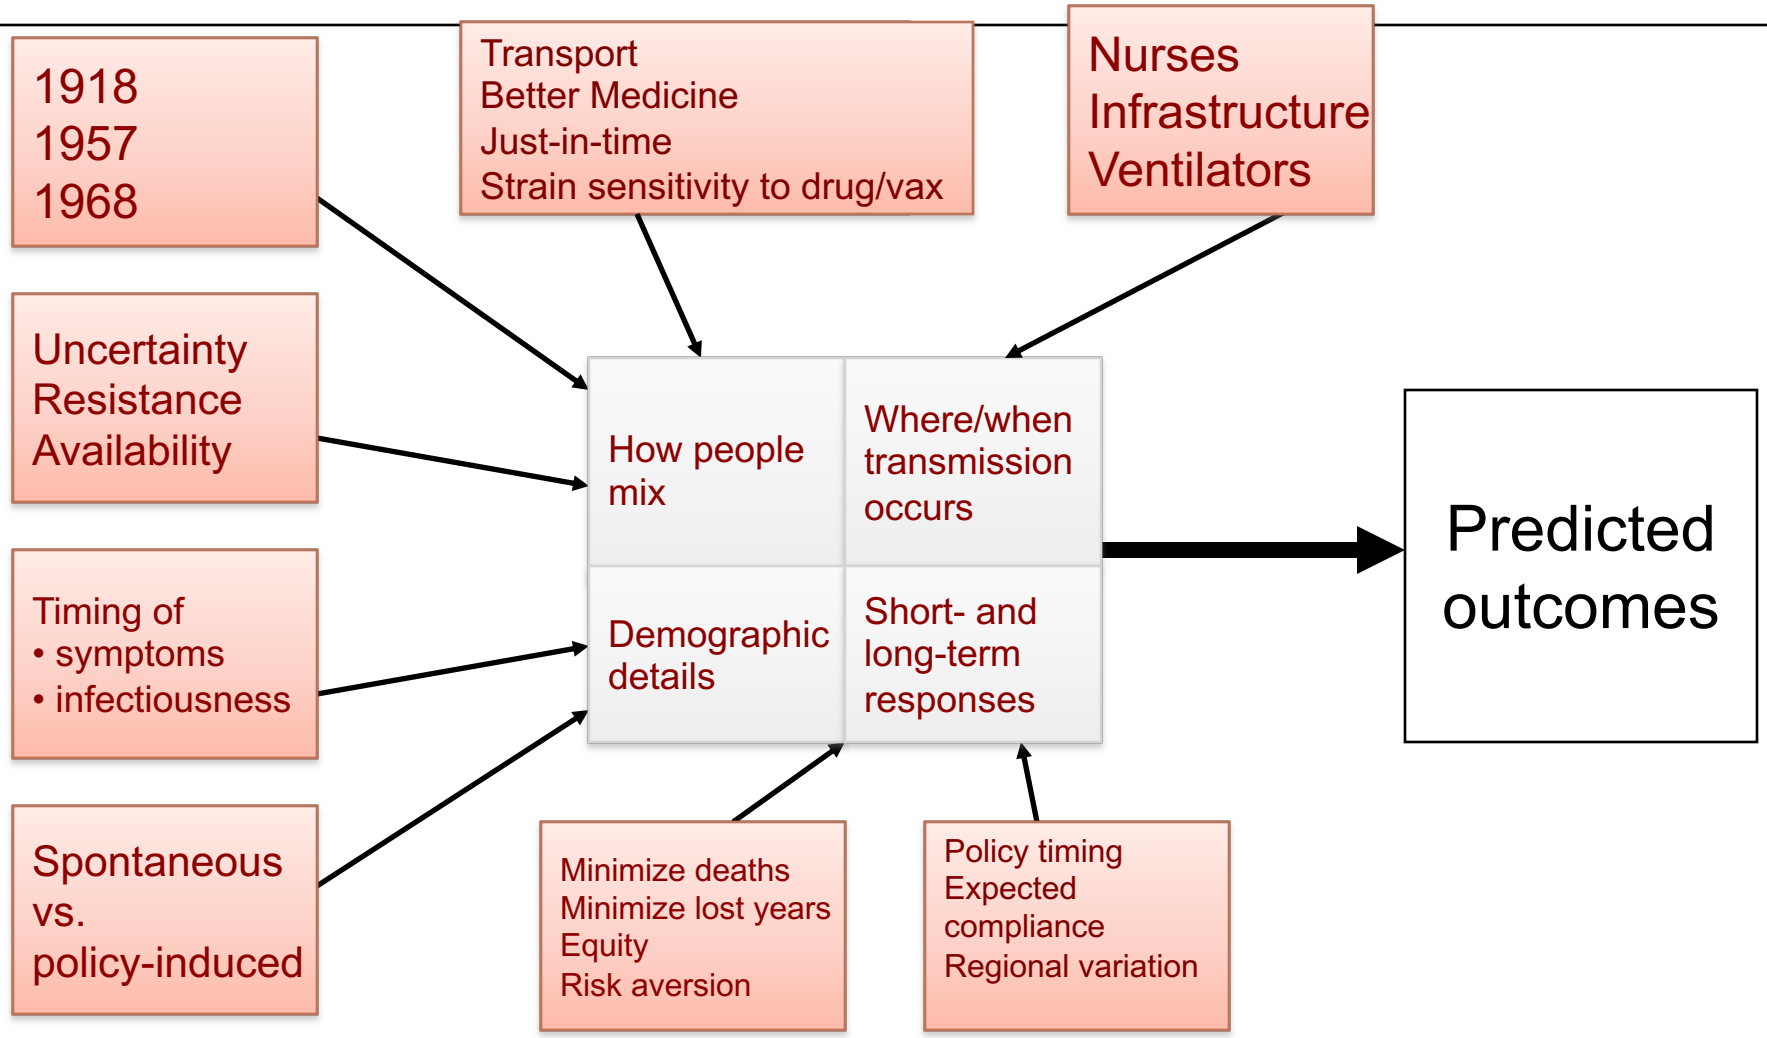 1918
1957
1968
Transport
Better Medicine
Just-in-time
Strain sensitivity to drug/vax
Nurses
Infrastructure
Ventilators
Uncertainty
Resistance
Availability
How people
mix
Where/when
transmission
occurs
Predicted
outcomes
Timing of
• symptoms
• infectiousness
Demographic
details
Short- and
long-term
responses
Spontaneous
vs.
policy-induced
Minimize deaths
Minimize lost years
Equity
Risk aversion
Policy timing
Expected
compliance
Regional variation